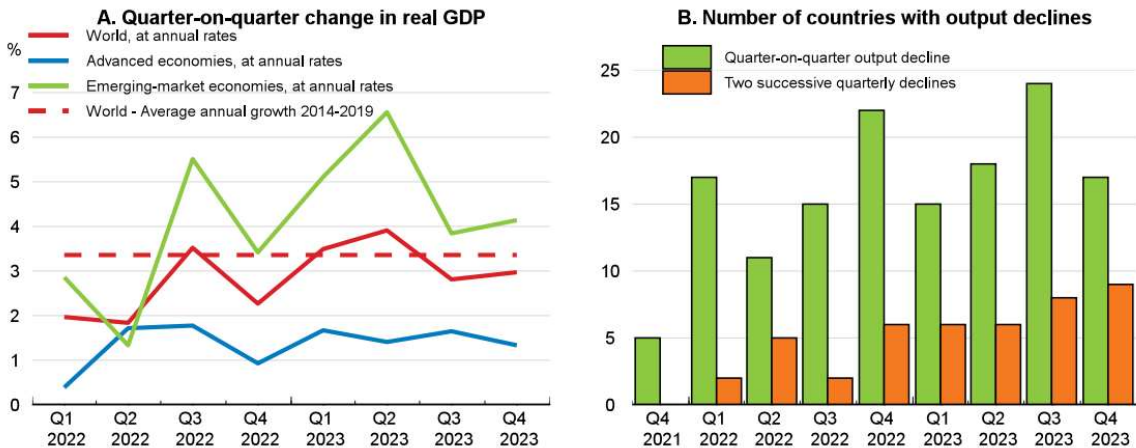 A. Quarter-on-quarter change in real GDP
%
World, at annual rates
Advanced economies, at annual rates
Emerging-market economies, at annual rates
World - Average annual growth 2014-2019
7
6
5
4
3
2
1
0
Q1 Q2 Q3 Q4 Q1 Q2 Q3 Q4
2022 2022 2022 2022 2023 2023 2023 2023
B. Number of countries with output declines
Quarter-on-quarter output decline
Two successive quarterly declines
25
20
15
10
5
0
Q4 Q1 Q2 Q3 Q4 Q1 Q2 Q3 Q4
2021 2022 2022 2022 2022 2023 2023 2023 2023